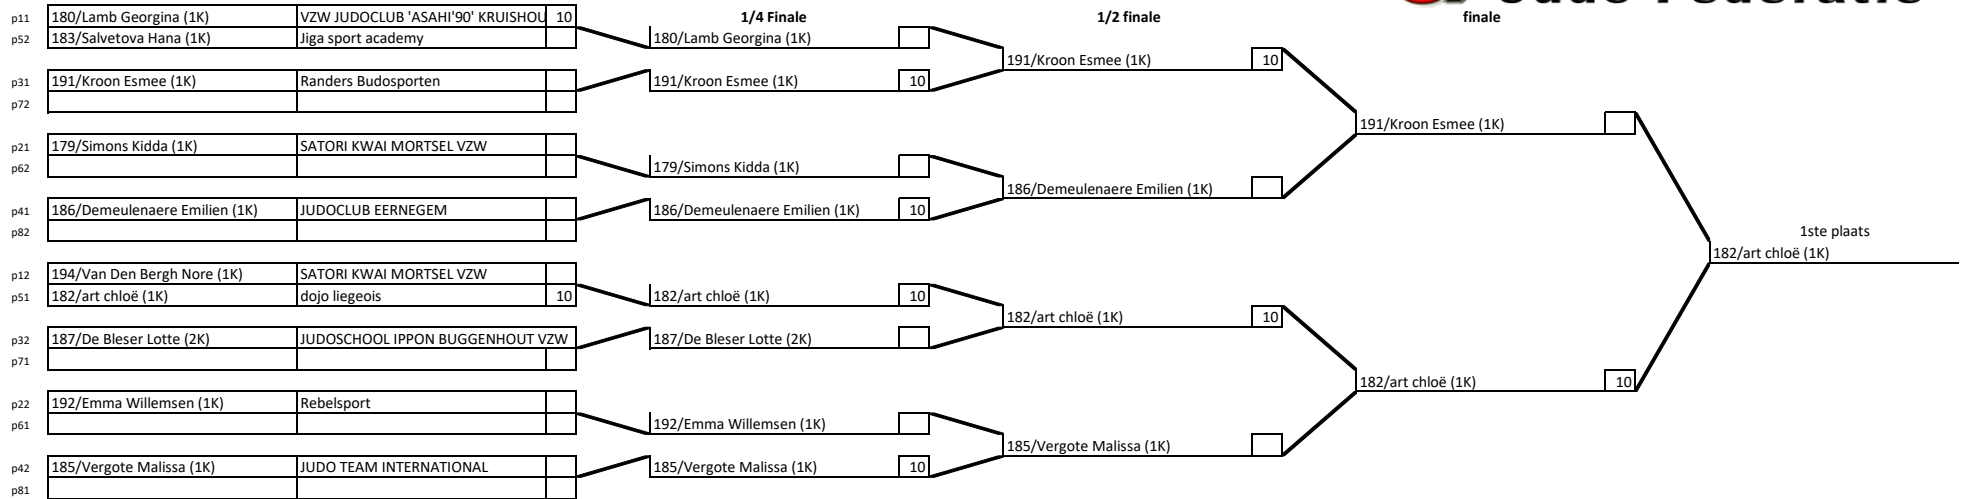 1/4 Finale 1/2 finale finale
p11 180/Lamb Georgina (1K) VZW JUDOCLUB 'ASAHI'90' KRUISHOU 10
p52 183/Salvetova Hana (1K) Jiga sport academy
180/Lamb Georgina (1K)
191/Kroon Esmee (1K) 10
p31 191/Kroon Esmee (1K) Randers Budosporten
191/Kroon Esmee (1K) 10
p72
191/Kroon Esmee (1K)
p21 179/Simons Kidda (1K) SATORI KWAI MORTSEL VZW
p62
179/Simons Kidda (1K)
186/Demeulenaere Emilien (1K)
p41 186/Demeulenaere Emilien (1K) JUDOCLUB EERNEGEM
186/Demeulenaere Emilien (1K) 10
p82
1ste plaats
182/art chloë (1K)
p12 194/Van Den Bergh Nore (1K) SATORI KWAI MORTSEL VZW
p51 182/art chloë (1K) dojo liegeois 10
182/art chloë (1K) 10
182/art chloë (1K) 10
p32 187/De Bleser Lotte (2K) JUDOSCHOOL IPPON BUGGENHOUT VZW
187/De Bleser Lotte (2K)
p71
182/art chloë (1K) 10
p22 192/Emma Willemsen (1K) Rebelsport
p61
192/Emma Willemsen (1K)
185/Vergote Malissa (1K)
p42 185/Vergote Malissa (1K) JUDO TEAM INTERNATIONAL
185/Vergote Malissa (1K) 10
p81